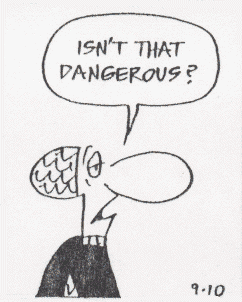 ISN'T THAT
DANGEROUS?
9.10